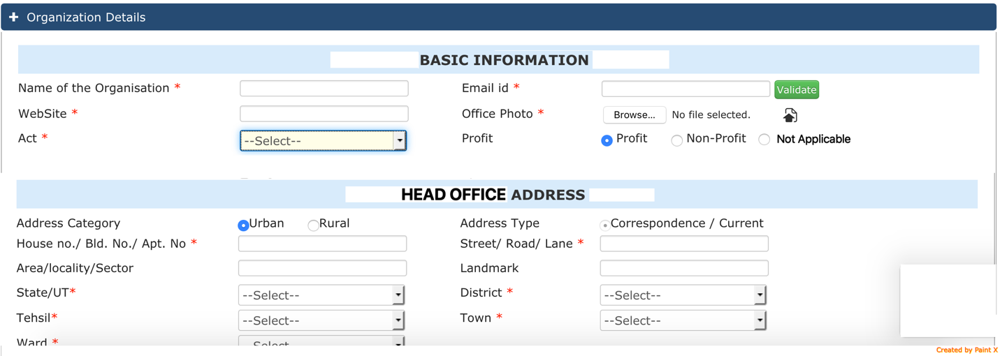 + Organization Details
BASIC INFORMATION
Name of the Organisation * Email id * Validate
WebSite * Office Photo * Browse... No file selected.
Act * --Select-- Profit Profit Non-Profit Not Applicable
HEAD OFFICE ADDRESS
Address Category Urban Rural Address Type Correspondence / Current
House no./ Bld. No./ Apt. No * Street/ Road/ Lane *
Area/locality/Sector Landmark
State/UT* --Select-- District * --Select--
Tehsil* --Select-- Town * --Select--
Ward * --Select--
Created by Paint X